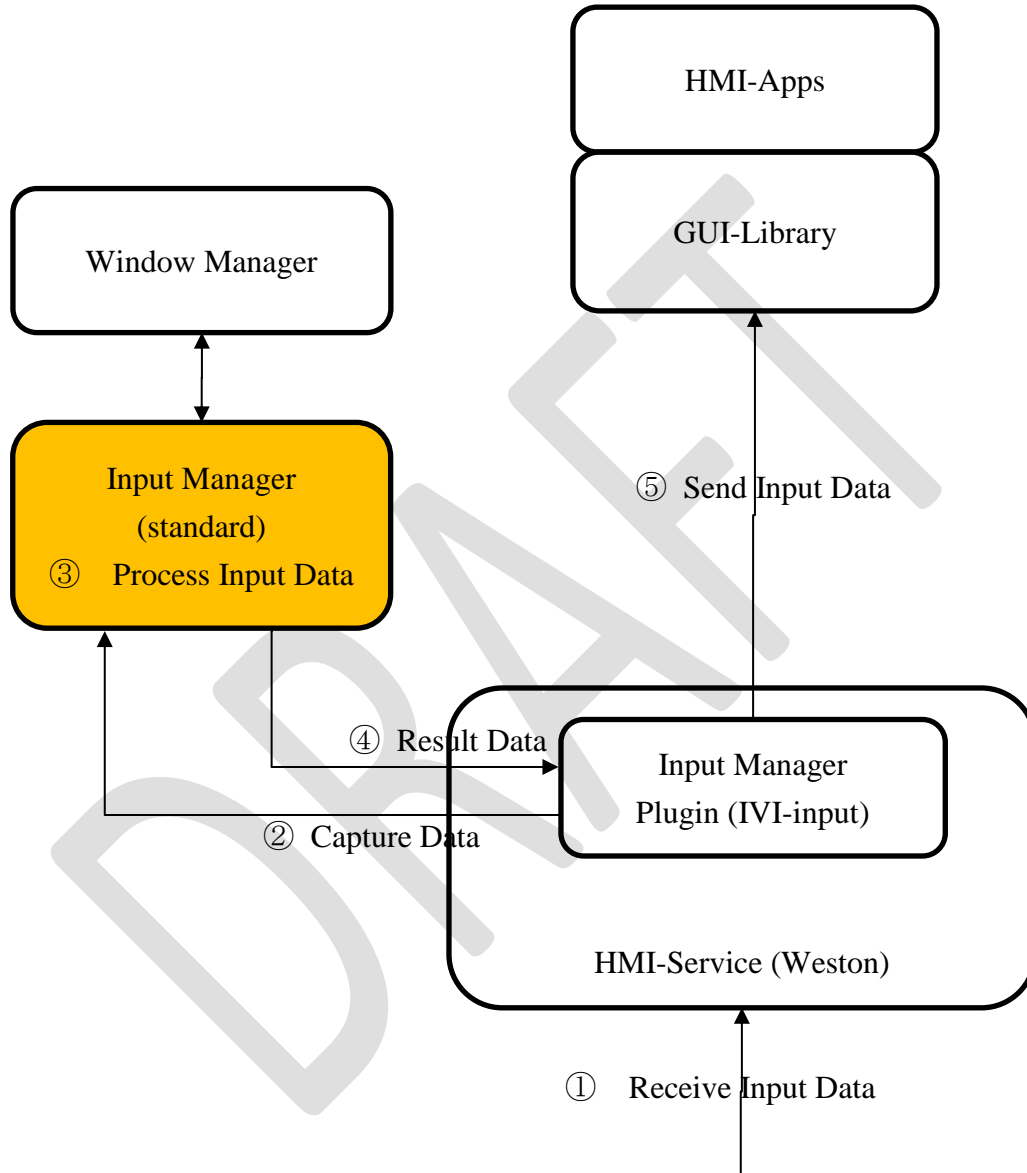 HMI-Apps
GUI-Library
Window Manager
Input Manager
(standard)
③ Process Input Data
⑤ Send Input Data
④ Result Data
② Capture Data
Input Manager
Plugin (IVI-input)
HMI-Service (Weston)
① Receive Input Data
DRAFT